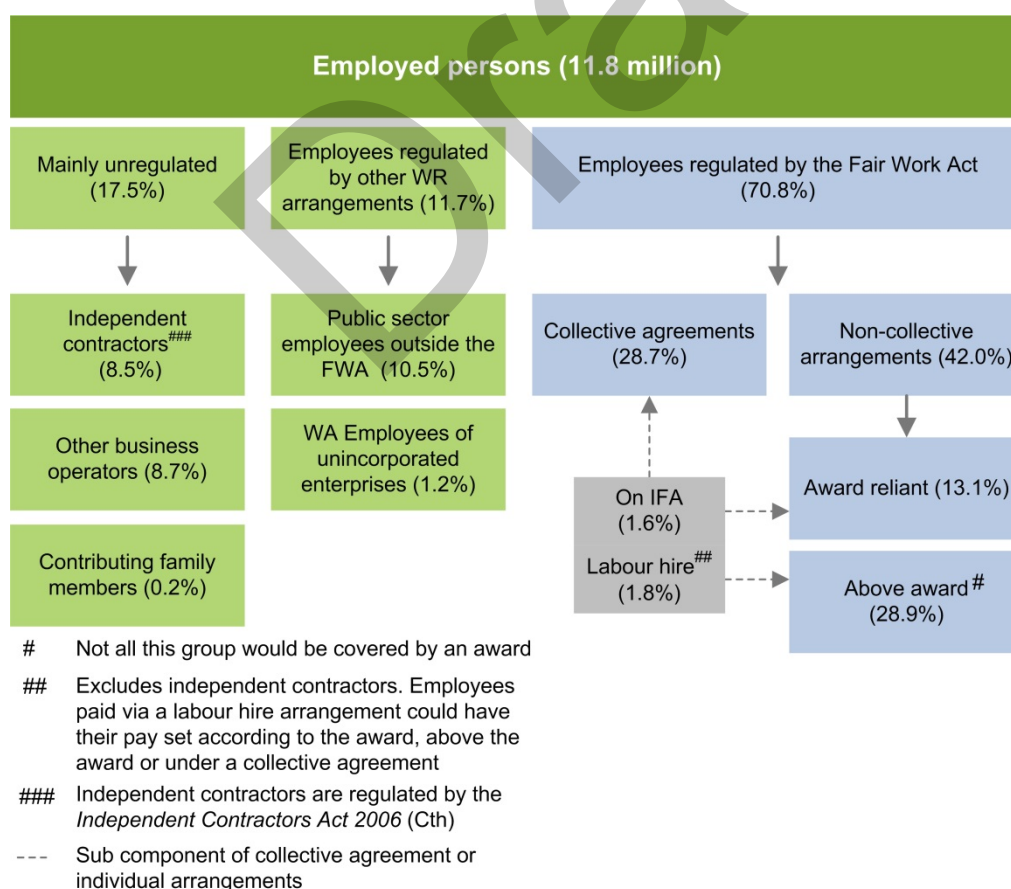 Employed persons (11.8 million)
Mainly unregulated
(17.5%)
Employees regulated
by other WR
arrangements (11.7%)
Employees regulated by the Fair Work Act
(70.8%)
Independent
contractors###
(8.5%)
Public sector
employees outside the
FWA (10.5%)
Collective agreements
(28.7%)
Non-collective
arrangements (42.0%)
Other business
operators (8.7%)
WA Employees of
unincorporated
enterprises (1.2%)
On IFA
(1.6%)
Labour hire##
(1.8%)
Award reliant (13.1%)
Contributing family
members (0.2%)
Above award#
(28.9%)
# Not all this group would be covered by an award
## Excludes independent contractors. Employees
paid via a labour hire arrangement could have
their pay set according to the award, above the
award or under a collective agreement
### Independent contractors are regulated by the
Independent Contractors Act 2006 (Cth)
---- Sub component of collective agreement or
individual arrangements
Dra